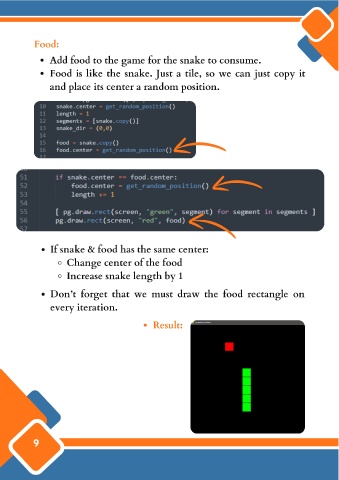 Food:
• Add food to the game for the snake to consume.
• Food is like the snake. Just a tile, so we can just copy it
and place its center a random position.
10 snake.center = get_random_position()
11 length = 1
12 segments = [snake.copy()]
13 snake_dir = (0,0)
14
15 food = snake.copy()
16 food.center = get_random_position()
51 if snake.center == food.center:
52 food.center = get_random_position()
53 length += 1
54
55 [ pg.draw.rect(screen, "green", segment) for segment in segments ]
56 pg.draw.rect(screen, "red", food)
57
• If snake & food has the same center:
○ Change center of the food
○ Increase snake length by 1
• Don't forget that we must draw the food rectangle on
every iteration.
• Result:
9